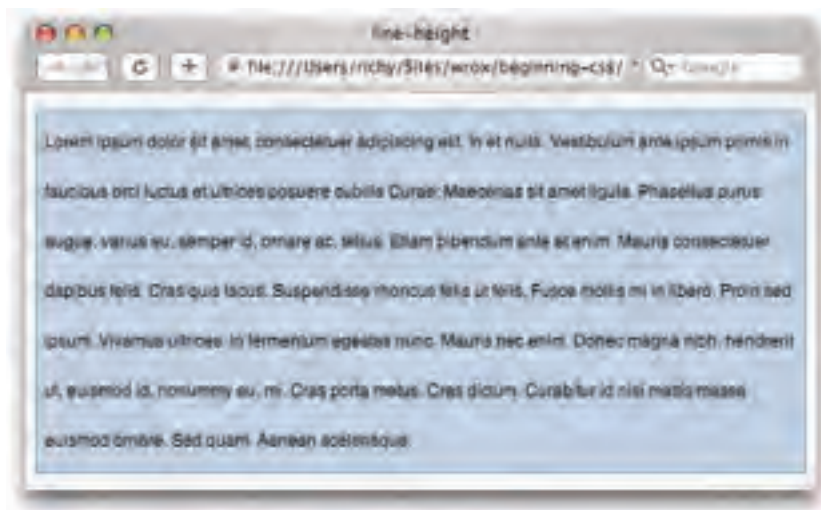 line-height
file:///Users/richy/Sites/wrox/beginning-css/ Google
Lorem ipsum dolor sit amet, consectetuer adipiscing elit. In et nulla. Vestibulum ante ipsum primis in
faucibus orci luctus et ultrices posuere cubilia Curae; Maecenas sit amet ligula. Phasellus purus
augue, varius eu, semper id, ornare ac, tellus. Etiam bibendum ante at enim. Mauris consectetuer
dapibus felis. Cras quis lacus. Suspendisse rhoncus felis ut felis. Fusce mollis mi in libero. Proin sed
ipsum. Vivamus ultrices. In fermentum egestas nunc. Mauris nec enim. Donec magna nibh, hendrerit
ut, euismod id, nonummy eu, mi. Cras porta metus. Cras dictum. Curabitur id nisi mattis massa
euismod ornare. Sed quam. Aenean scelerisque.